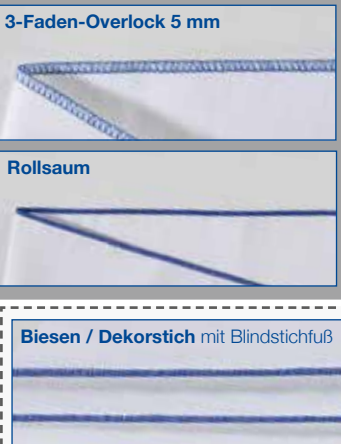 3-Faden-Overlock 5 mm
Rollsaum
Biesen / Dekorstich mit Blindstichfuß